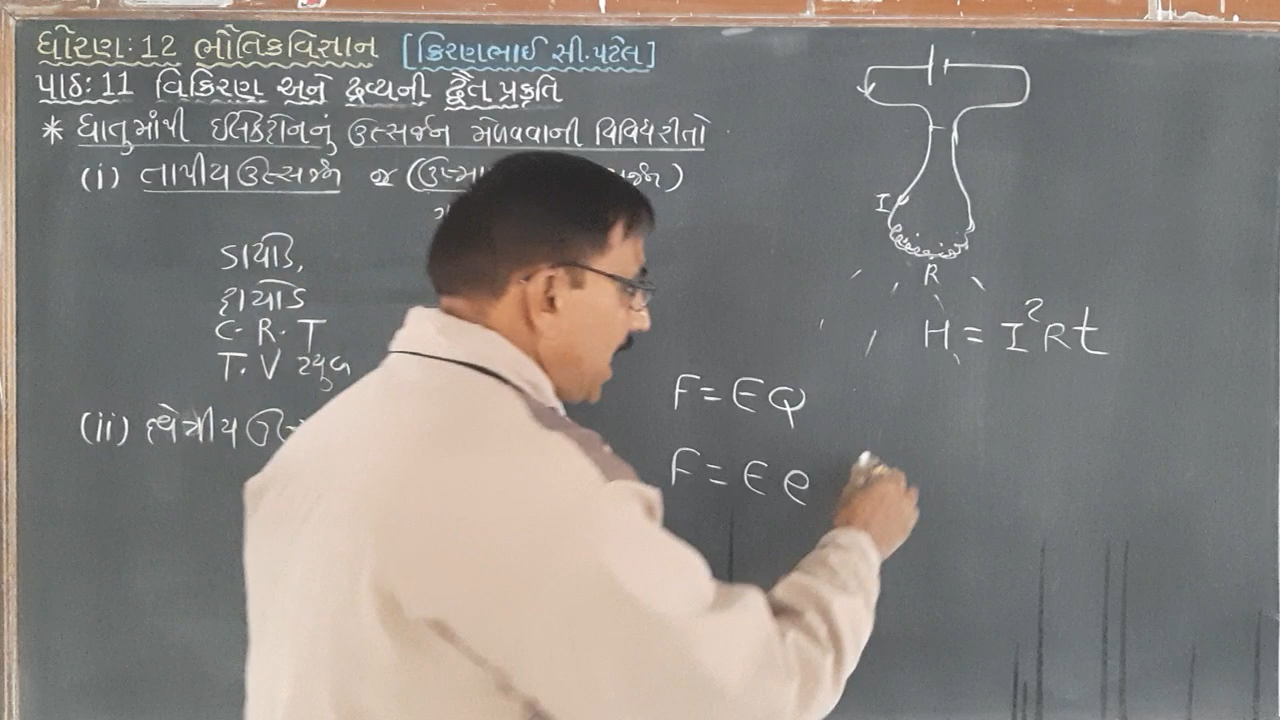 ધોરણ: 12 ભૌતિકવિજ્ઞાન [કિરણભાઈ સી. પટેલ]
પાઠ: 11 વિકિરણ અને દ્રવ્યની દ્વૈત પ્રકૃતિ
* ધાતુમાંથી ઇલેક્ટ્રોનનું ઉત્સર્જન મેળવવાની વિવિધ રીતો
(i) તાપીય ઉત્સર્જન
ડાયોડ,
ટ્રાયોડ
C. R. T
T. V ટ્યુબ
(ii) ક્ષેત્રીય
I
R
H = I²Rt
F = EQ
F = Ee